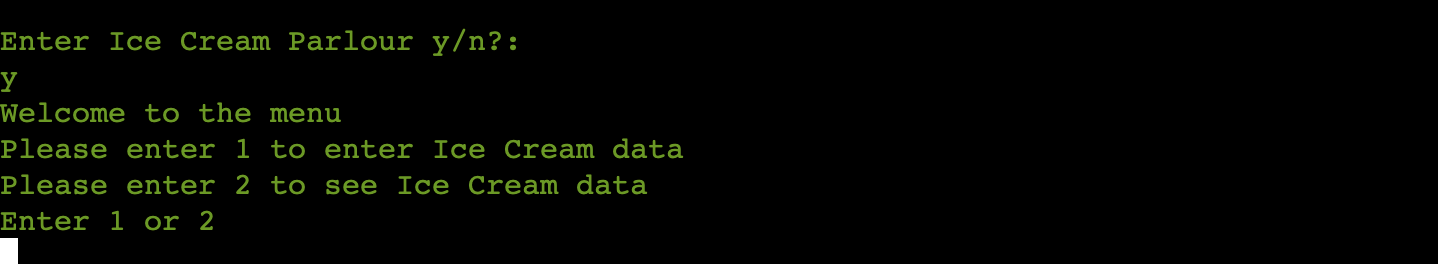 Enter Ice Cream Parlour y/n?:
y
Welcome to the menu
Please enter 1 to enter Ice Cream data
Please enter 2 to see Ice Cream data
Enter 1 or 2